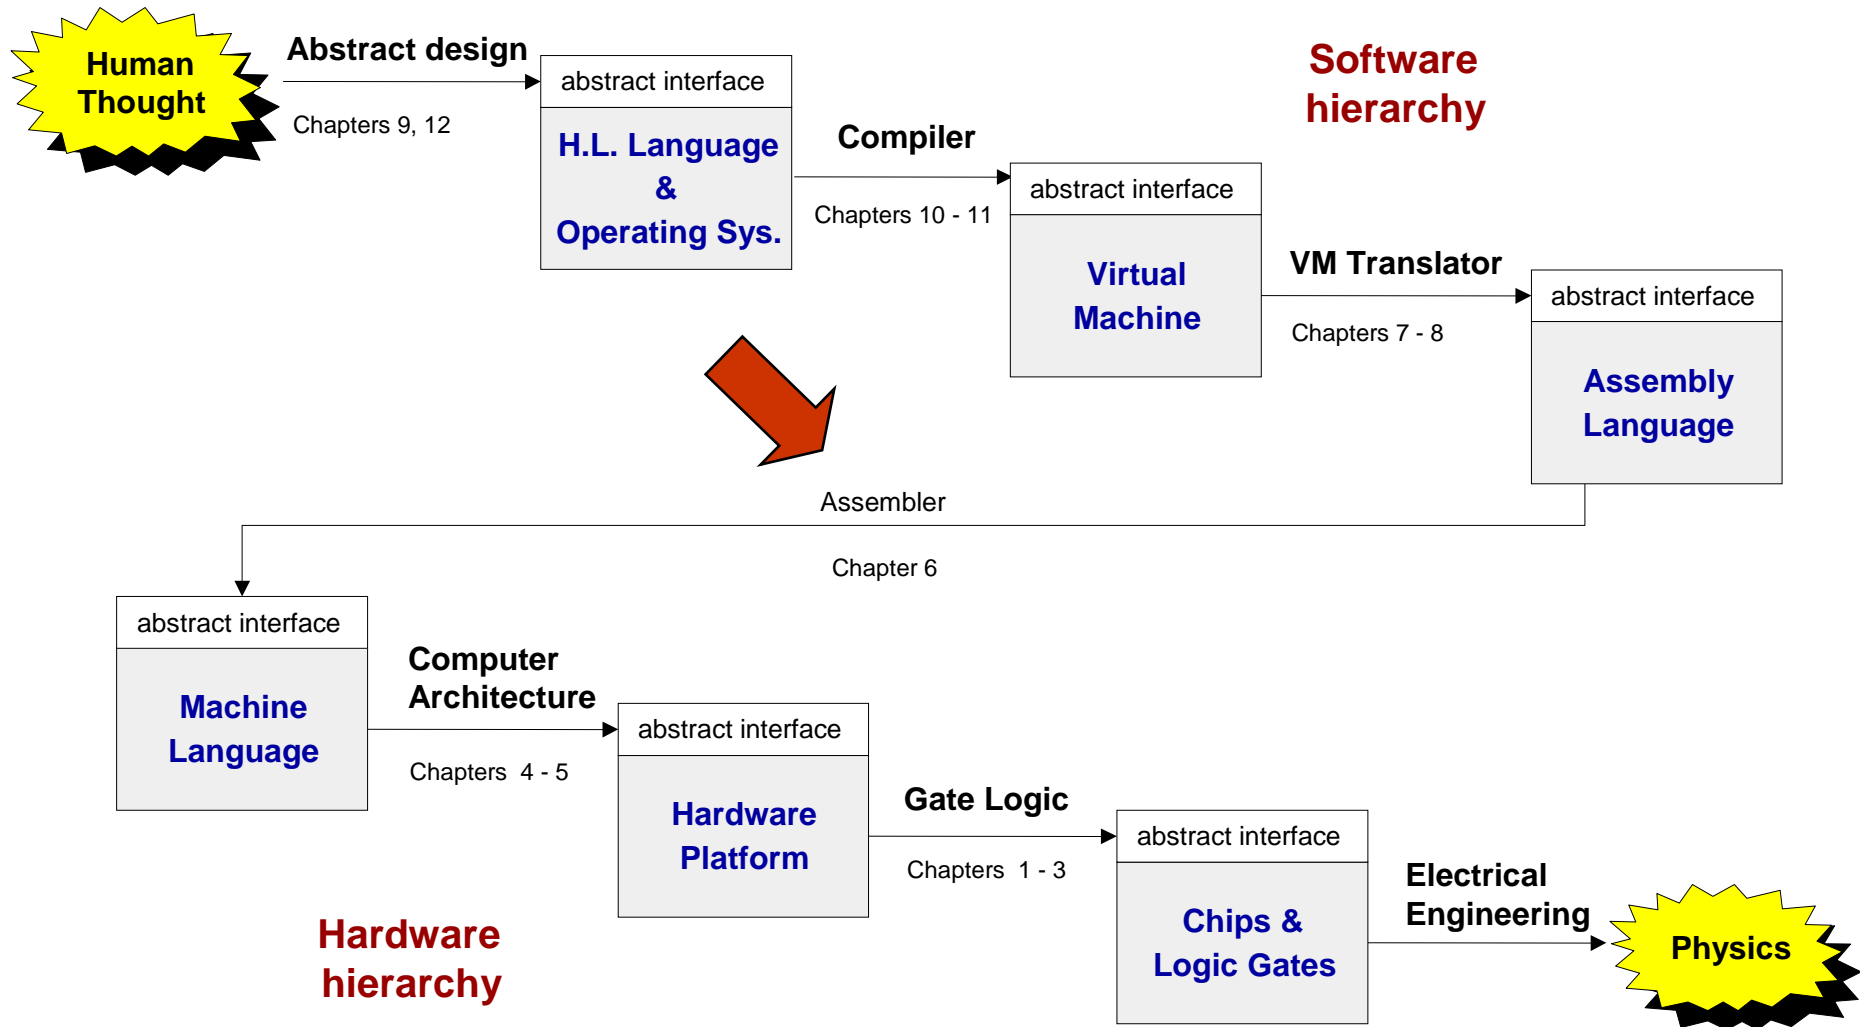 Human
Thought
Abstract design
Chapters 9, 12
abstract interface
H.L. Language
&
Operating Sys.
Compiler
Chapters 10 - 11
abstract interface
Virtual
Machine
Software
hierarchy
VM Translator
Chapters 7 - 8
abstract interface
Assembly
Language
Assembler
Chapter 6
abstract interface
Machine
Language
Computer
Architecture
Chapters 4 - 5
abstract interface
Hardware
Platform
Gate Logic
Chapters 1 - 3
abstract interface
Chips &
Logic Gates
Electrical
Engineering
Physics
Hardware
hierarchy